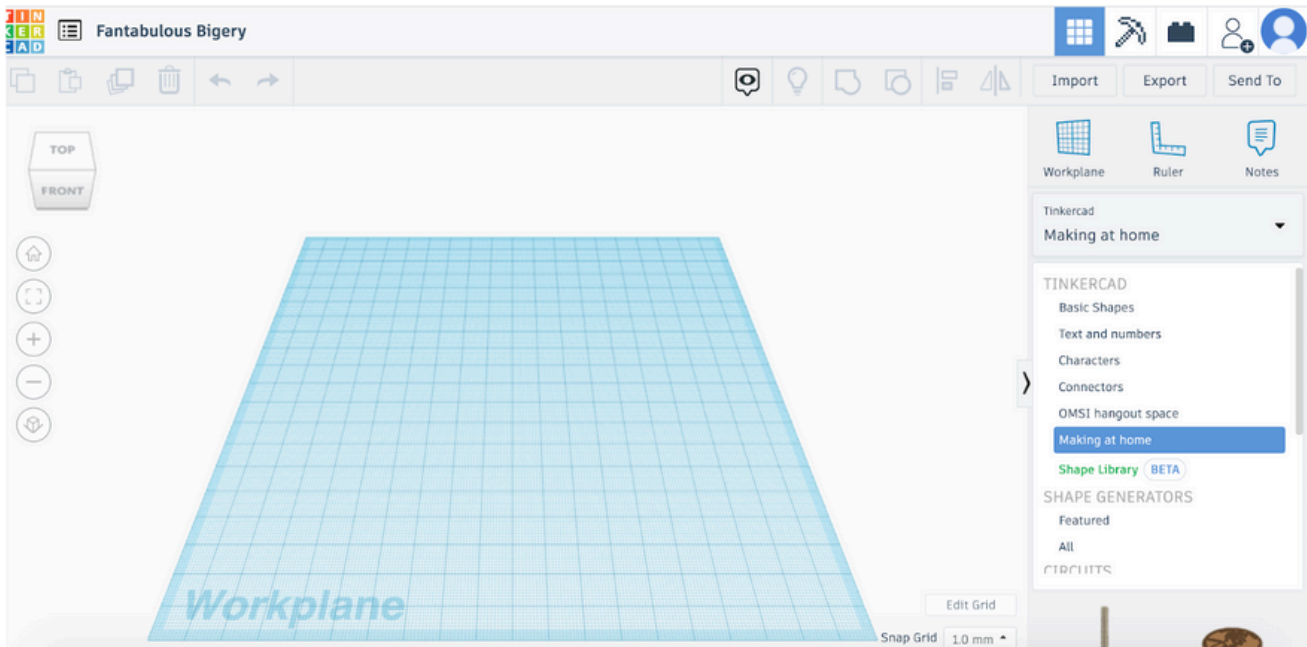 TIN
KER
CAD
Fantabulous Bigery
Import
Export
Send To
TOP
FRONT
Workplane
Ruler
Notes
Tinkercad
Making at home
TINKERCAD
Basic Shapes
Text and numbers
Characters
Connectors
OMSI hangout space
Making at home
Shape Library BETA
SHAPE GENERATORS
Featured
All
CIRCUITS
Workplane
Edit Grid
Snap Grid 1.0 mm